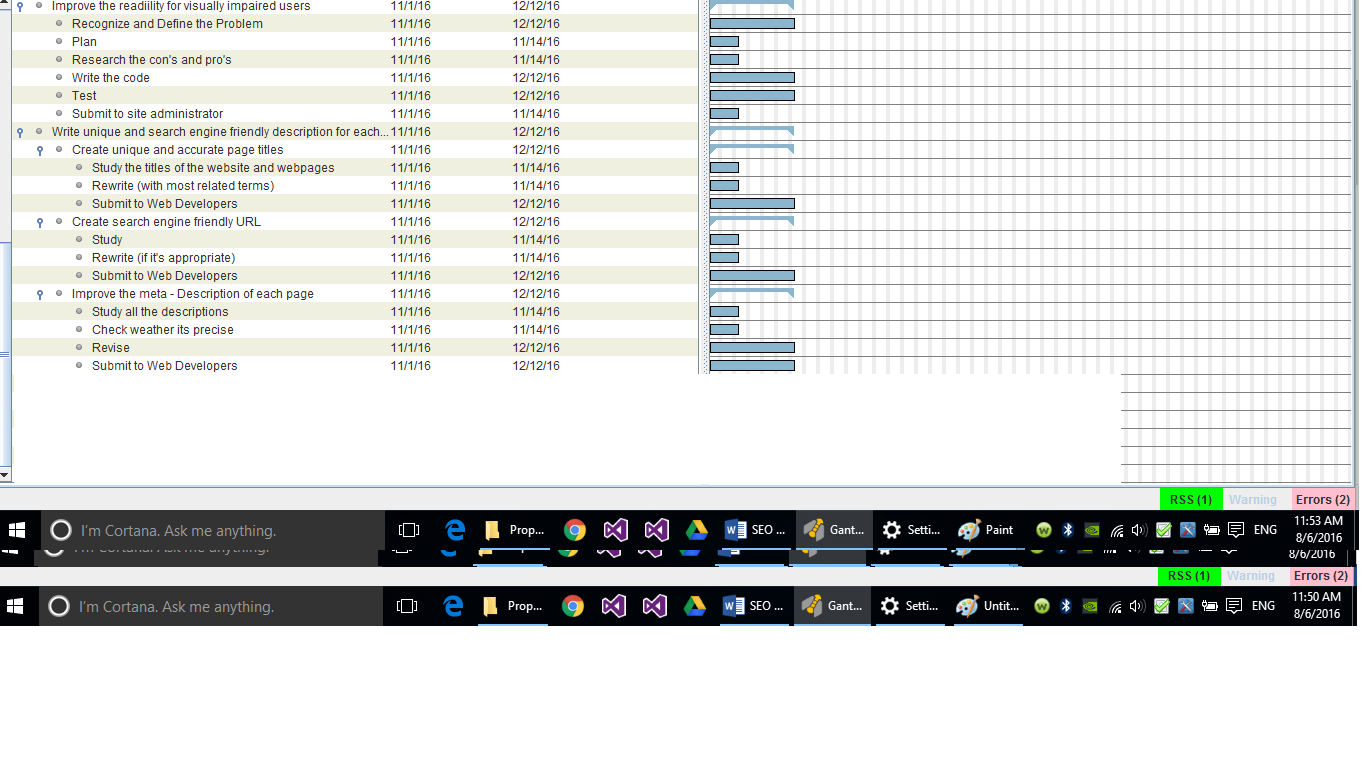 Improve the readiility for visually impaired users 11/1/16 12/12/16
Recognize and Define the Problem 11/1/16 12/12/16
Plan 11/1/16 11/14/16
Research the con's and pro's 11/1/16 11/14/16
Write the code 11/1/16 12/12/16
Test 11/1/16 12/12/16
Submit to site administrator 11/1/16 11/14/16
Write unique and search engine friendly description for each... 11/1/16 12/12/16
Create unique and accurate page titles 11/1/16 12/12/16
Study the titles of the website and webpages 11/1/16 11/14/16
Rewrite (with most related terms) 11/1/16 11/14/16
Submit to Web Developers 11/1/16 12/12/16
Create search engine friendly URL 11/1/16 12/12/16
Study 11/1/16 11/14/16
Rewrite (if it's appropriate) 11/1/16 11/14/16
Submit to Web Developers 11/1/16 12/12/16
Improve the meta - Description of each page 11/1/16 12/12/16
Study all the descriptions 11/1/16 11/14/16
Check weather its precise 11/1/16 11/14/16
Revise 11/1/16 12/12/16
Submit to Web Developers 11/1/16 12/12/16
RSS (1) Warning Errors (2)
I'm Cortana. Ask me anything. Prop... SEO ... Gant... Setti... Paint ENG 11:53 AM
8/6/2016
I'm Cortana. Ask me anything. 8/6/2016
RSS (1) Warning Errors (2)
I'm Cortana. Ask me anything. Prop... SEO ... Gant... Setti... Untit... ENG 11:50 AM
8/6/2016